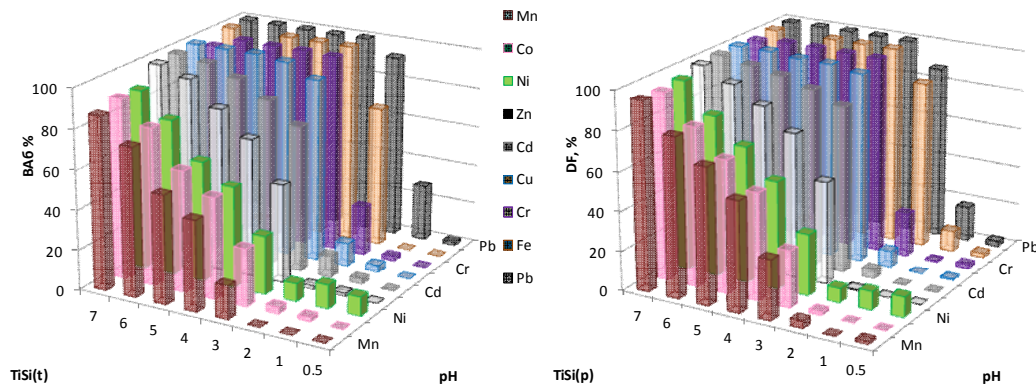 BAб %
100
80
60
40
20
0
7
6
5
4
3
2
1
0.5
Mn
Ni
Cd
Cr
Pb
TiSi(t)
pH
Mn
Co
Ni
Zn
Cd
Cu
Cr
Fe
Pb
DF, %
100
80
60
40
20
0
7
6
5
4
3
2
1
0.5
Mn
Ni
Cd
Cr
Pb
TiSi(p)
pH